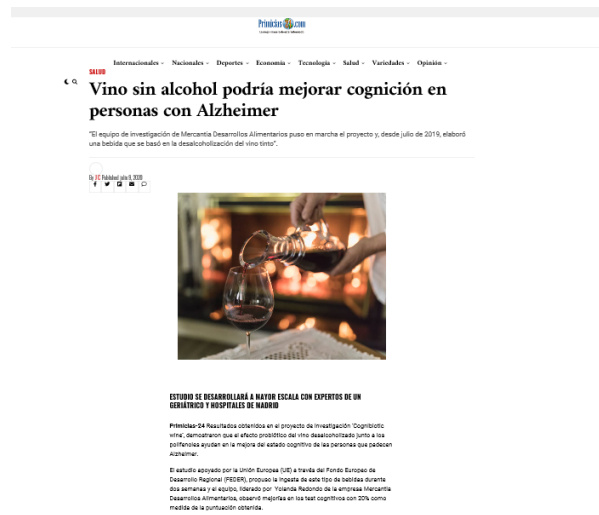 Primicias24.com
Internacionales Nacionales Deportes Economía Tecnología Salud Variedades Opinión
SALUD
Vino sin alcohol podría mejorar cognición en
personas con Alzheimer
"El equipo de investigación de Mercantia Desarrollos Alimentarios puso en marcha el proyecto y, desde julio de 2019, elaboró
una bebida que se basó en la desalcoholización del vino tinto".
By J C Published julio 9, 2020
ESTUDIO SE DESARROLLARÁ A MAYOR ESCALA CON EXPERTOS DE UN
GERIÁTRICO Y HOSPITALES DE MADRID
Primicias-24 Resultados obtenidos en el proyecto de investigación 'Cognibiotic
wine', demostraron que el efecto probiótico del vino desalcoholizado junto a los
polifenoles ayudan en la mejora del estado cognitivo de las personas que padecen
Alzheimer.
El estudio apoyado por la Unión Europea (UE) a través del Fondo Europeo de
Desarrollo Regional (FEDER), propuso la ingesta de este tipo de bebidas durante
dos semanas y el equipo, liderado por Yolanda Redondo de la empresa Mercantia
Desarrollos Alimentarios, observó mejorías en los test cognitivos con 20% como
medida de la puntuación obtenida.